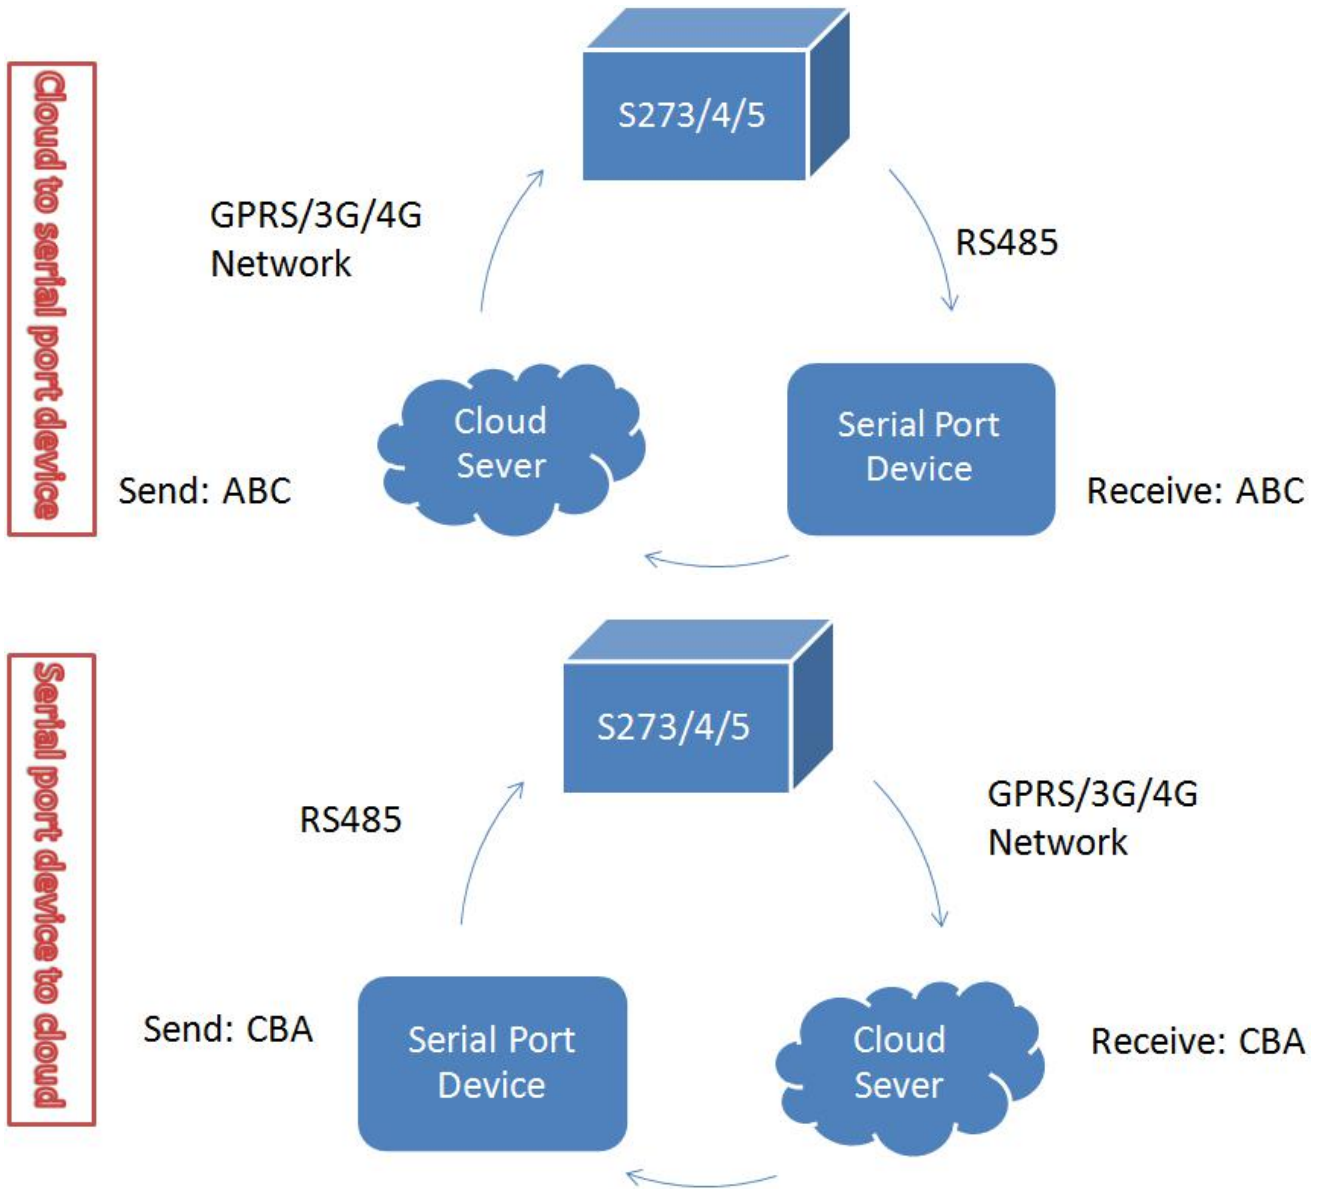 Cloud to serial port device
S273/4/5
GPRS/3G/4G
Network
RS485
Cloud
Sever
Serial Port
Device
Send: ABC
Receive: ABC
Serial port device to cloud
S273/4/5
RS485
GPRS/3G/4G
Network
Send: CBA
Serial Port
Device
Cloud
Sever
Receive: CBA